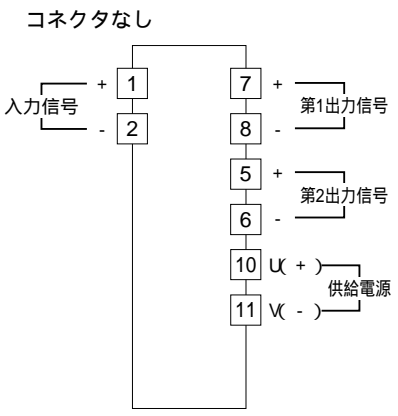 コネクタなし
1 7
+ +
入力信号 第1出力信号
2 8
- -
5 +
第2出力信号
6 -
10 U( + )
供給電源
11 V( - )